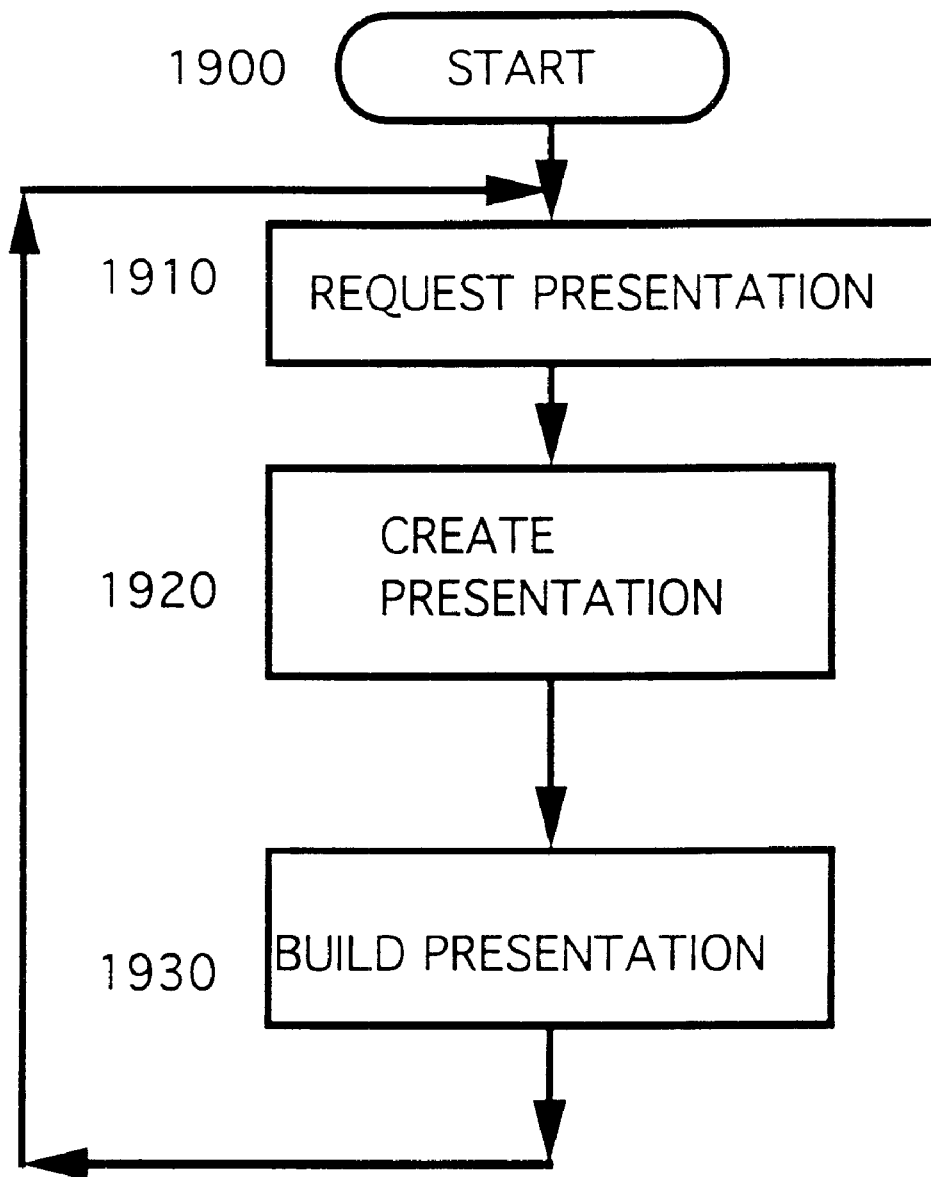 1900 START
1910 REQUEST PRESENTATION
CREATE
1920 PRESENTATION
1930 BUILD PRESENTATION